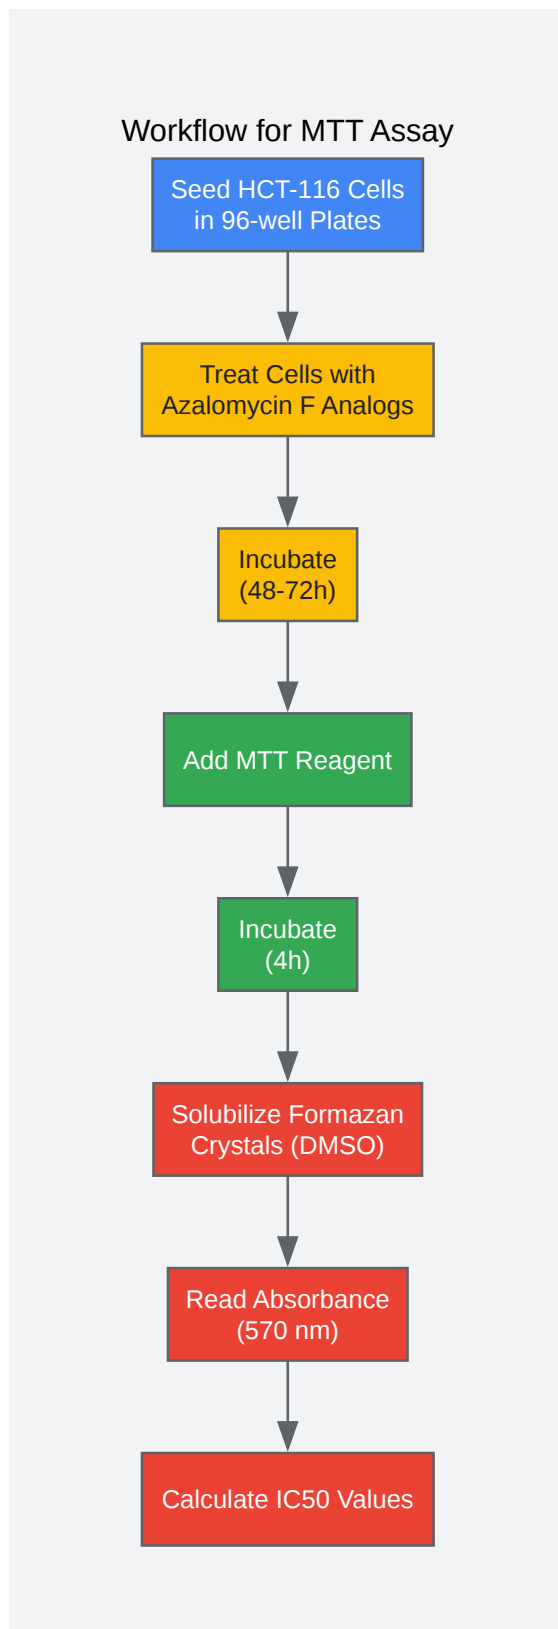 Workflow for MTT Assay
Seed HCT-116 Cells
in 96-well Plates
Treat Cells with
Azalomycin F Analogs
Incubate
(48-72h)
Add MTT Reagent
Incubate
(4h)
Solubilize Formazan
Crystals (DMSO)
Read Absorbance
(570 nm)
Calculate IC50 Values